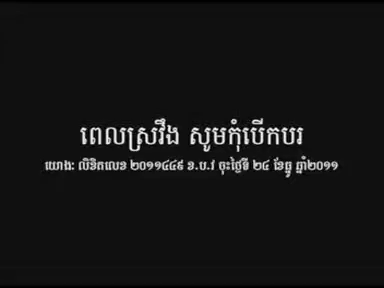 ពេលស្រវឹង សូមកុំបើកបរ
យោង: លិខិតលេខ ២០១១៤៤៩ ខ.ប.វ ចុះថ្ងៃទី ២៤ ខែធ្នូ ឆ្នាំ២០១១